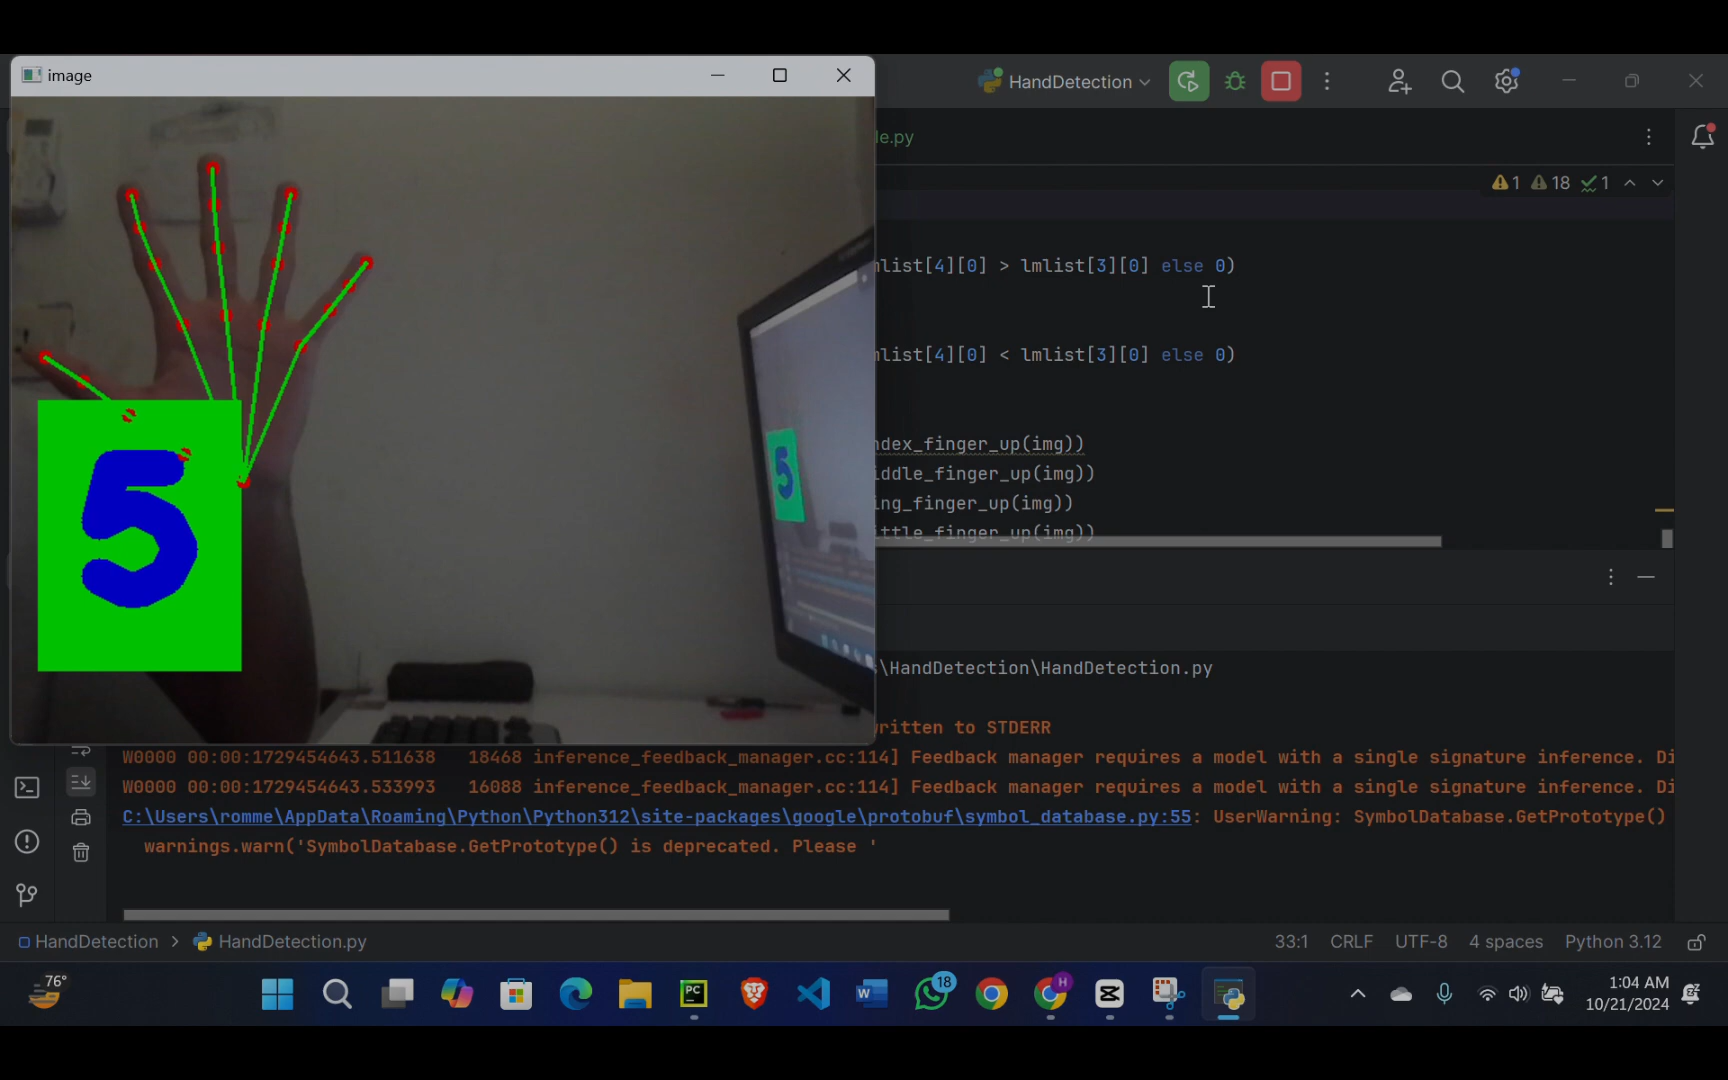 image
HandDetection
le.py
1 18 1
lmlist[4][0] > lmlist[3][0] else 0)
lmlist[4][0] < lmlist[3][0] else 0)
ndex_finger_up(img))
iddle_finger_up(img))
ing_finger_up(img))
ittle_finger_up(img))
5
5
s\HandDetection\HandDetection.py
written to STDERR
W0000 00:00:1729454643.511638 18468 inference_feedback_manager.cc:114] Feedback manager requires a model with a single signature inference. Di
W0000 00:00:1729454643.533993 16088 inference_feedback_manager.cc:114] Feedback manager requires a model with a single signature inference. Di
C:\Users\romme\AppData\Roaming\Python\Python312\site-packages\google\protobuf\symbol_database.py:55: UserWarning: SymbolDatabase.GetPrototype()
warnings.warn('SymbolDatabase.GetPrototype() is deprecated. Please '
HandDetection > HandDetection.py
33:1 CRLF UTF-8 4 spaces Python 3.12
76°
PC
W
18
H
1:04 AM
10/21/2024